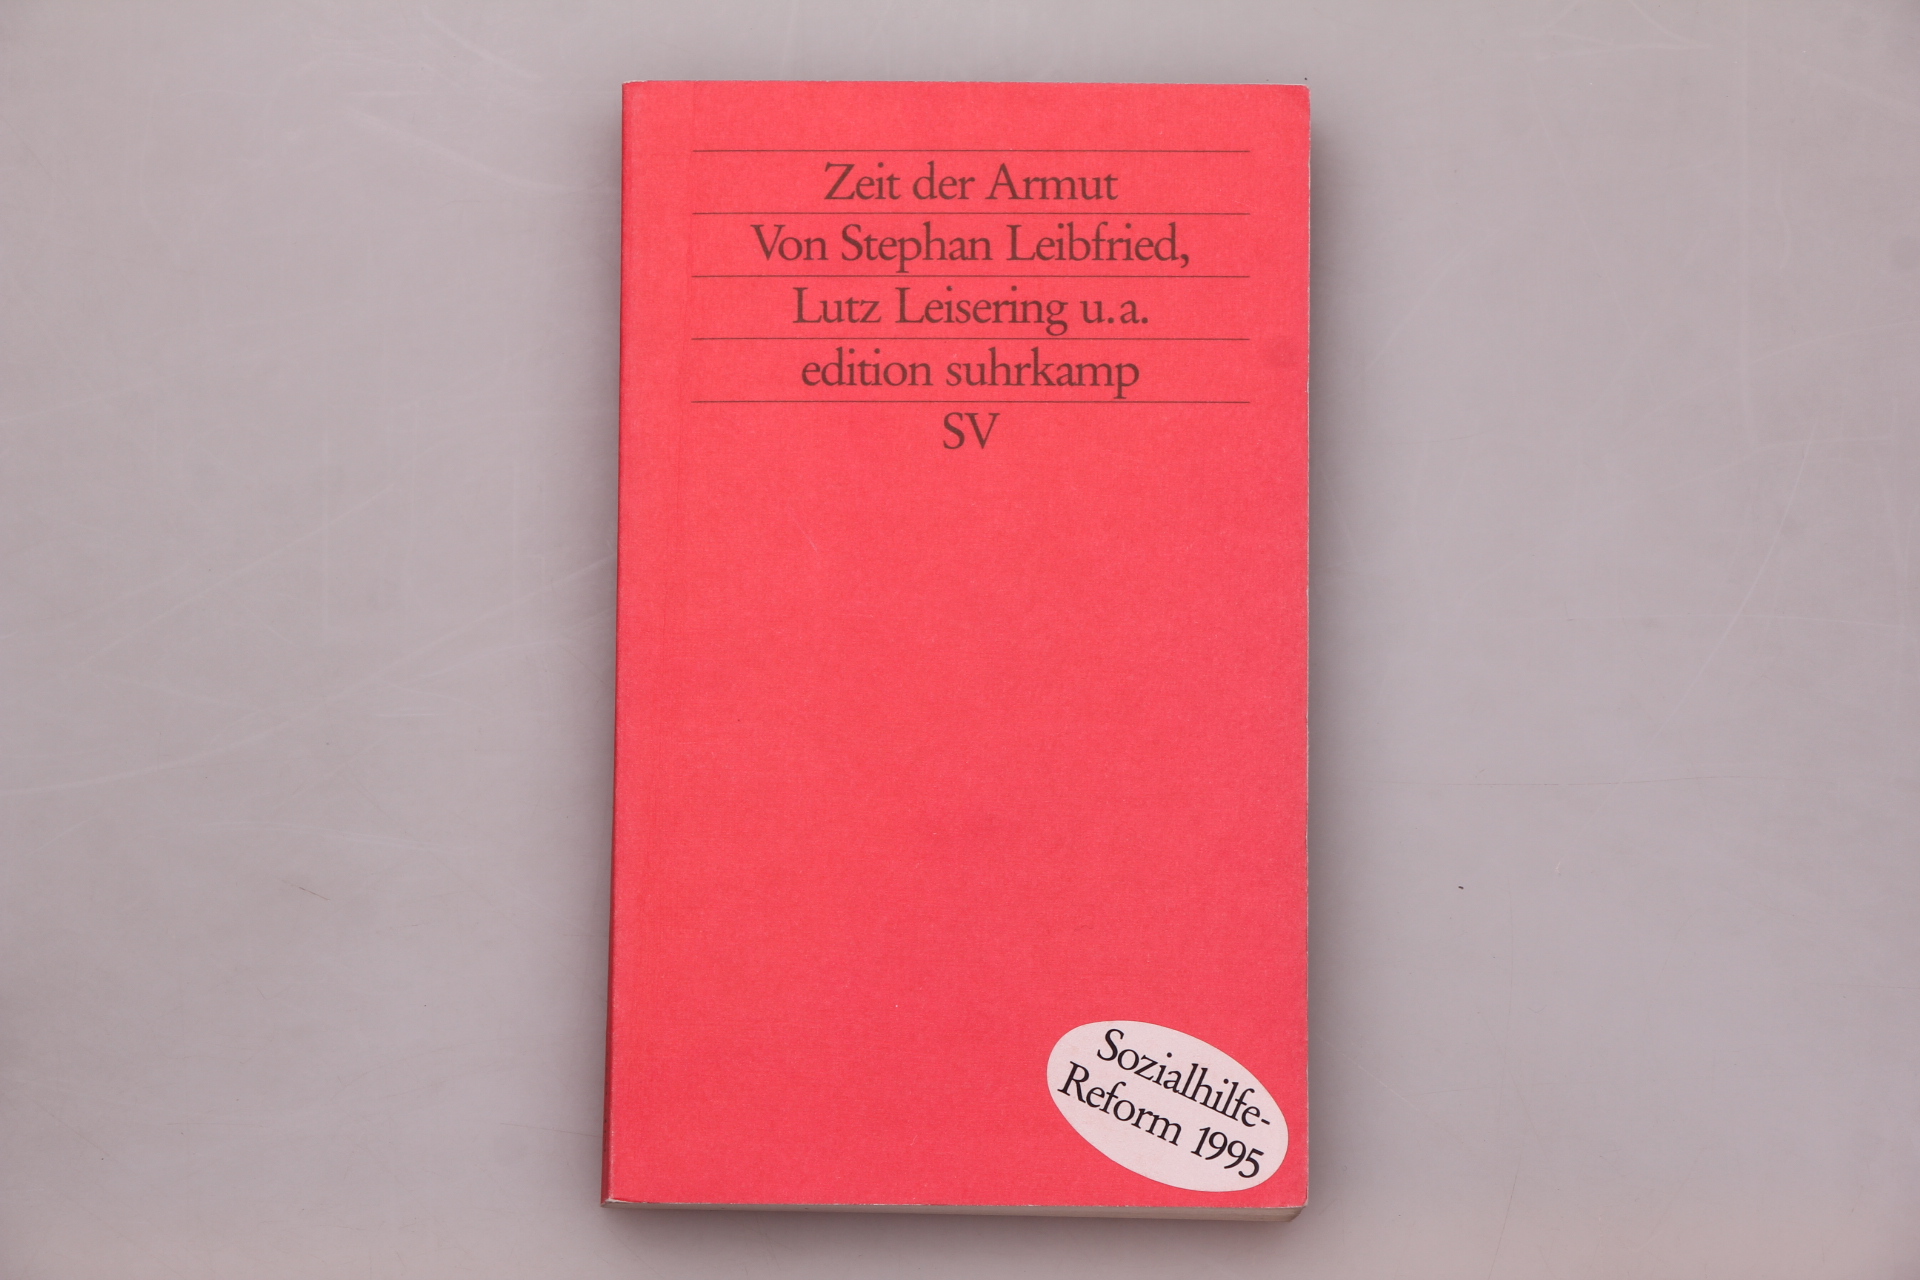 Zeit der Armut
Von Stephan Leibfried,
Lutz Leisering u.a.
edition suhrkamp
SV
Sozialhilfe-
Reform 1995